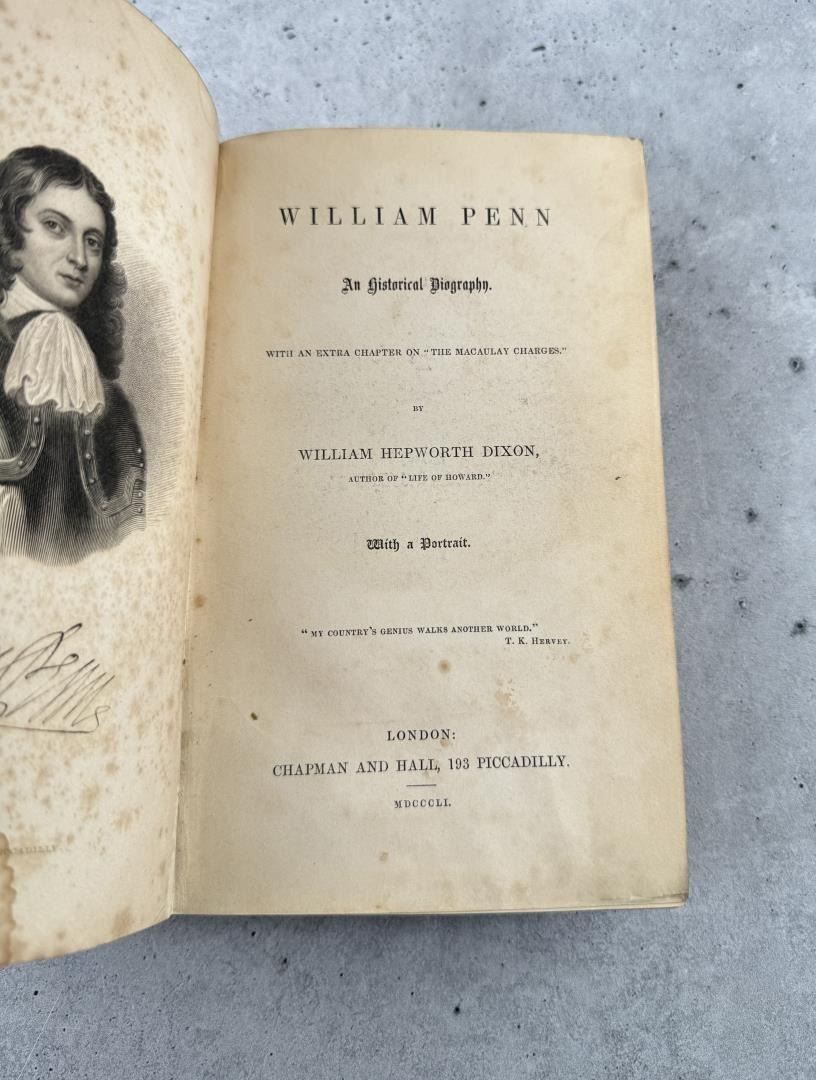 WILLIAM PENN
An Historical Biography.
WITH AN EXTRA CHAPTER ON "THE MACAULAY CHARGES."
BY
WILLIAM HEPWORTH DIXON,
AUTHOR OF "LIFE OF HOWARD."
With a Portrait.
"MY COUNTRY'S GENIUS WALKS ANOTHER WORLD."
T. K. HERVEY.
LONDON:
CHAPMAN AND HALL, 193 PICCADILLY.
MDCCCLI.